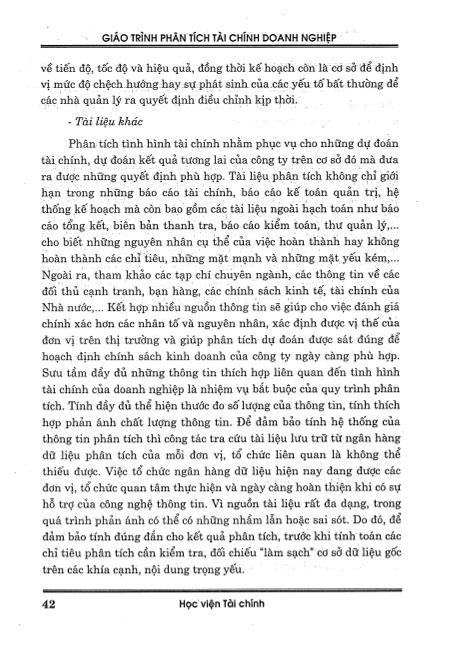 GIÁO TRÌNH PHÂN TÍCH TÀI CHÍNH DOANH NGHIỆP
về tiến độ, tốc độ và hiệu quả, đồng thời kế hoạch còn là cơ sở để định
vị mức độ chệch hướng hay sự phát sinh của các yếu tố bất thường để
các nhà quản lý ra quyết định điều chỉnh kịp thời.
- Tài liệu khác
Phân tích tình hình tài chính nhằm phục vụ cho những dự đoán
tài chính, dự đoán kết quả tương lai của công ty trên cơ sở đó mà đưa
ra được những quyết định phù hợp. Tài liệu phân tích không chỉ giới
hạn trong những báo cáo tài chính, báo cáo kế toán quản trị, hệ
thống kế hoạch mà còn bao gồm các tài liệu ngoài hạch toán như báo
cáo tổng kết, biên bản thanh tra, báo cáo kiểm toán, thư quản lý,...
cho biết những nguyên nhân cụ thể của việc hoàn thành hay không
hoàn thành các chỉ tiêu, những mặt mạnh và những mặt yếu kém,...
Ngoài ra, tham khảo các tạp chí chuyên ngành, các thông tin về các
đối thủ cạnh tranh, bạn hàng, các chính sách kinh tế, tài chính của
Nhà nước,... Kết hợp nhiều nguồn thông tin sẽ giúp cho việc đánh giá
chính xác hơn các nhân tố và nguyên nhân, xác định được vị thế của
đơn vị trên thị trường và giúp phân tích dự đoán được sát đúng để
hoạch định chính sách kinh doanh của công ty ngày càng phù hợp.
Sưu tầm đầy đủ những thông tin thích hợp liên quan đến tình hình
tài chính của doanh nghiệp là nhiệm vụ bắt buộc của quy trình phân
tích. Tính đầy đủ thể hiện thước đo số lượng của thông tin, tính thích
hợp phản ánh chất lượng thông tin. Để đảm bảo tính hệ thống của
thông tin phân tích thì công tác tra cứu tài liệu lưu trữ từ ngân hàng
dữ liệu phân tích của mỗi đơn vị, tổ chức liên quan là không thể
thiếu được. Việc tổ chức ngân hàng dữ liệu hiện nay đang được các
đơn vị, tổ chức quan tâm thực hiện và ngày càng hoàn thiện khi có sự
hỗ trợ của công nghệ thông tin. Vì nguồn tài liệu rất đa dạng, trong
quá trình phản ánh có thể có những nhầm lẫn hoặc sai sót. Do đó, để
đảm bảo tính đúng đắn cho kết quả phân tích, trước khi tính toán các
chỉ tiêu phân tích cần kiểm tra, đối chiếu "làm sạch" cơ sở dữ liệu gốc
trên các khía cạnh, nội dung trọng yếu.
42 Học viện Tài chính